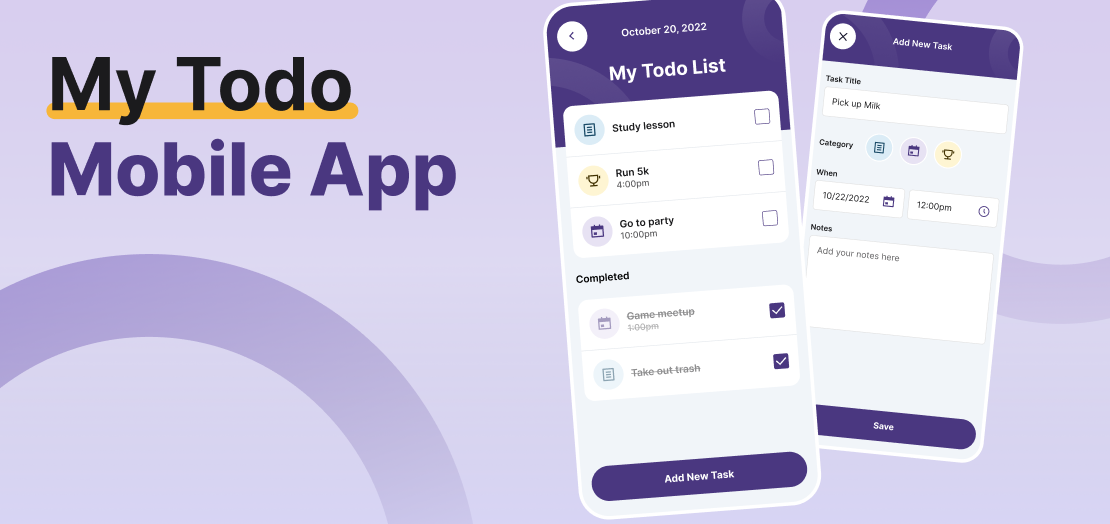 My Todo
Mobile App
October 20, 2022
My Todo List
Study lesson
Run 5k
4:00pm
Go to party
10:00pm
Completed
Game meetup
1:00pm
Take out trash
Add New Task
Add New Task
Task Title
Pick up Milk
Category
When
10/22/2022
12:00pm
Notes
Add your notes here
Save